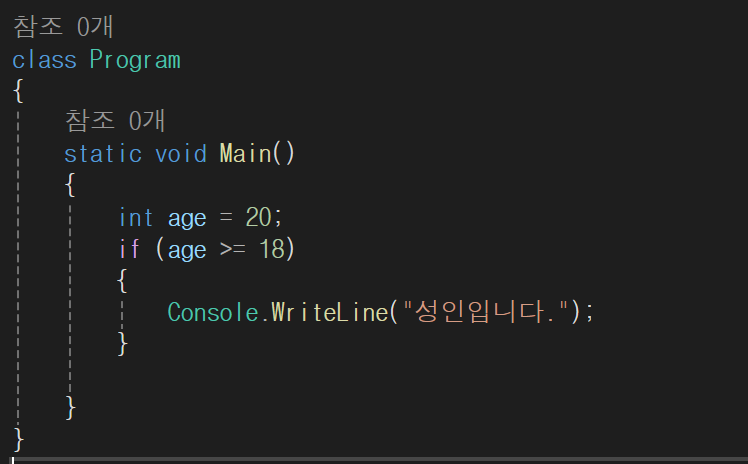 참조 0개
class Program
{
참조 0개
static void Main()
{
int age = 20;
if (age >= 18)
{
Console.WriteLine("성인입니다.");
}
}
}